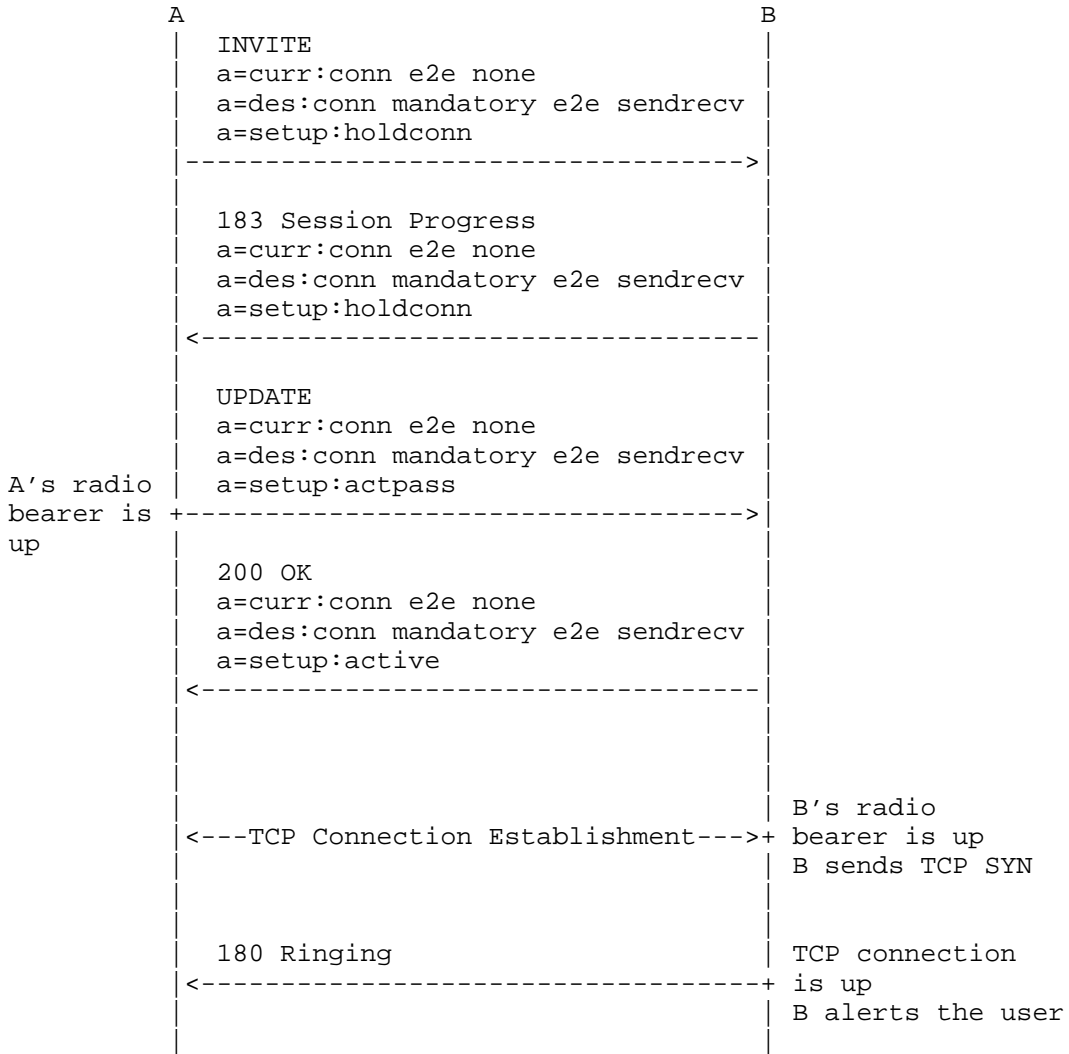 A B
INVITE
a=curr:conn e2e none
a=des:conn mandatory e2e sendrecv
a=setup:holdconn
183 Session Progress
a=curr:conn e2e none
a=des:conn mandatory e2e sendrecv
a=setup:holdconn
UPDATE
a=curr:conn e2e none
a=des:conn mandatory e2e sendrecv
A's radio a=setup:actpass
bearer is
up
200 OK
a=curr:conn e2e none
a=des:conn mandatory e2e sendrecv
a=setup:active
B's radio
<---TCP Connection Establishment--->+ bearer is up
B sends TCP SYN
180 Ringing TCP connection
is up
B alerts the user